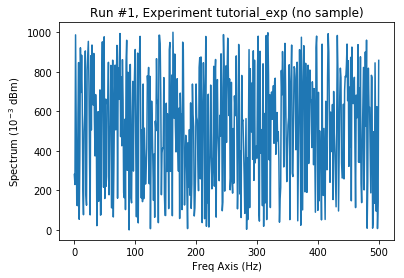 Run #1, Experiment tutorial_exp (no sample)
Spectrum (10⁻³ dBm)
1000
800
600
400
200
0
0 100 200 300 400 500
Freq Axis (Hz)